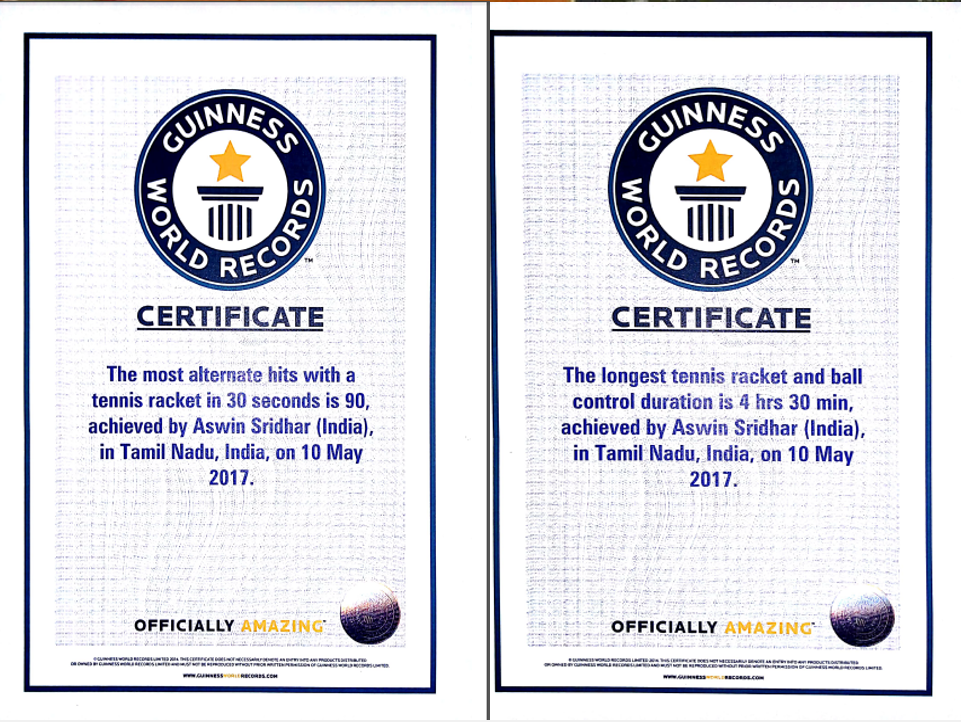 GUINNESS
WORLD RECORDS
TM
CERTIFICATE
The most alternate hits with a
tennis racket in 30 seconds is 90,
achieved by Aswin Sridhar (India),
in Tamil Nadu, India, on 10 May
2017.
OFFICIALLY AMAZING
© GUINNESS WORLD RECORDS LIMITED 2014. THIS CERTIFICATE DOES NOT NECESSARILY DENOTE AN ENTRY INTO ANY PRODUCTS DISTRIBUTED
OR OWNED BY GUINNESS WORLD RECORDS LIMITED AND MUST NOT BE REPRODUCED WITHOUT PRIOR WRITTEN PERMISSION OF GUINNESS WORLD RECORDS LIMITED.
WWW.GUINNESSWORLDRECORDS.COM
GUINNESS
WORLD RECORDS
TM
CERTIFICATE
The longest tennis racket and ball
control duration is 4 hrs 30 min,
achieved by Aswin Sridhar (India),
in Tamil Nadu, India, on 10 May
2017.
OFFICIALLY AMAZING
© GUINNESS WORLD RECORDS LIMITED 2014. THIS CERTIFICATE DOES NOT NECESSARILY DENOTE AN ENTRY INTO ANY PRODUCTS DISTRIBUTED
OR OWNED BY GUINNESS WORLD RECORDS LIMITED AND MUST NOT BE REPRODUCED WITHOUT PRIOR WRITTEN PERMISSION OF GUINNESS WORLD RECORDS LIMITED.
WWW.GUINNESSWORLDRECORDS.COM